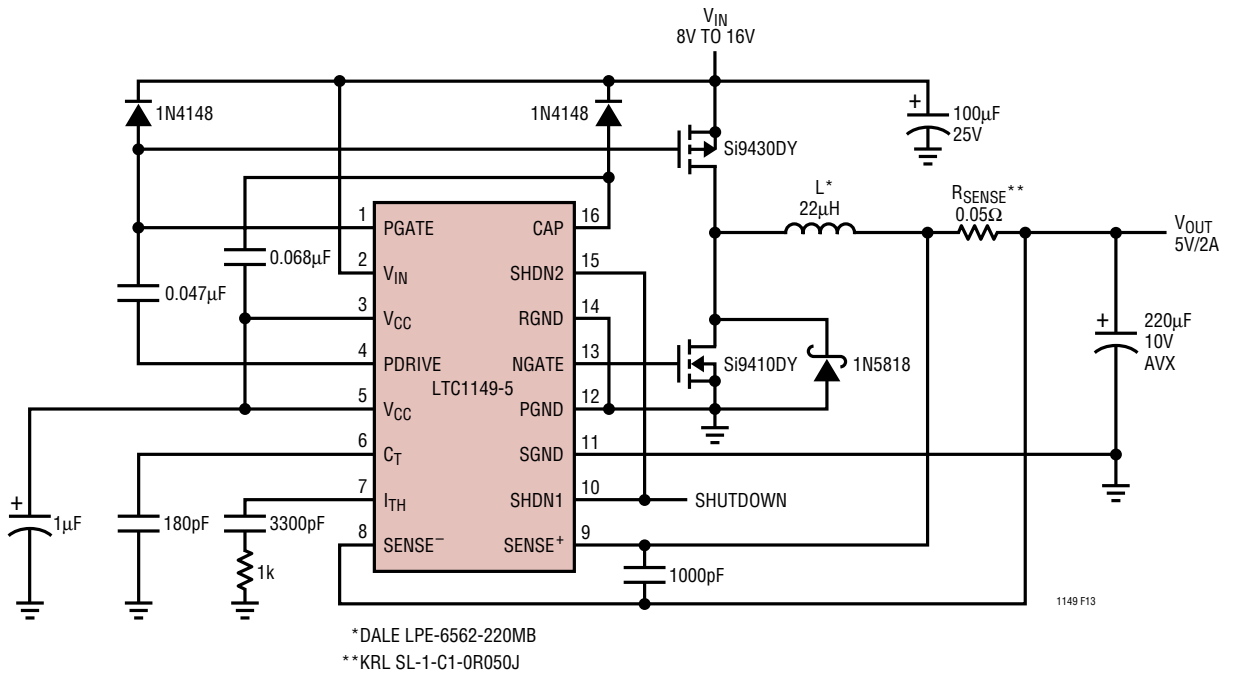 VIN
8V TO 16V
1N4148
1N4148
Si9430DY
+
100µF
25V
L*
22µH
RSENSE**
0.05Ω
VOUT
5V/2A
0.068µF
0.047µF
1
PGATE
CAP
16
2
VIN
SHDN2
15
3
VCC
RGND
14
4
PDRIVE
NGATE
13
LTC1149-5
5
VCC
PGND
12
6
CT
SGND
11
7
ITH
SHDN1
10
SHUTDOWN
8
SENSE−
SENSE+
9
Si9410DY
1N5818
+
220µF
10V
AVX
+
1µF
180pF
3300pF
1k
1000pF
1149 F13
*DALE LPE-6562-220MB
**KRL SL-1-C1-0R050J